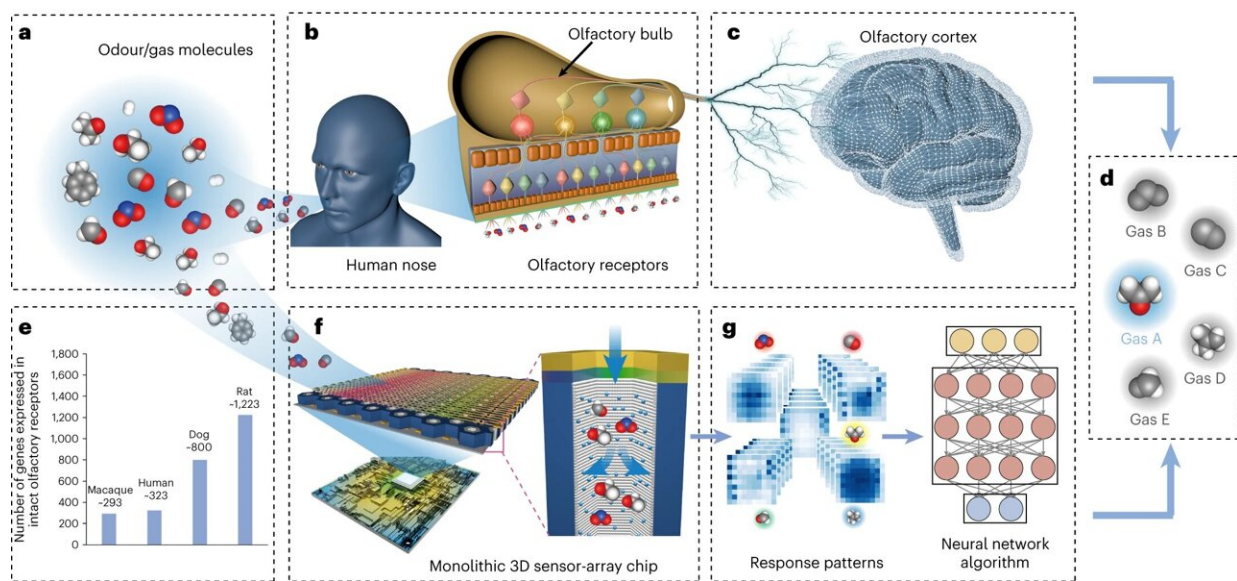 a
Odour/gas molecules
b
Olfactory bulb
Human nose
Olfactory receptors
c
Olfactory cortex
d
Gas B
Gas C
Gas A
Gas D
Gas E
e
Number of genes expressed in
intact olfactory receptors
1,800
1,600
1,400
1,200
1,000
800
600
400
200
0
Macaque
~293
Human
~323
Dog
~800
Rat
~1,223
f
Monolithic 3D sensor-array chip
g
Response patterns
Neural network
algorithm